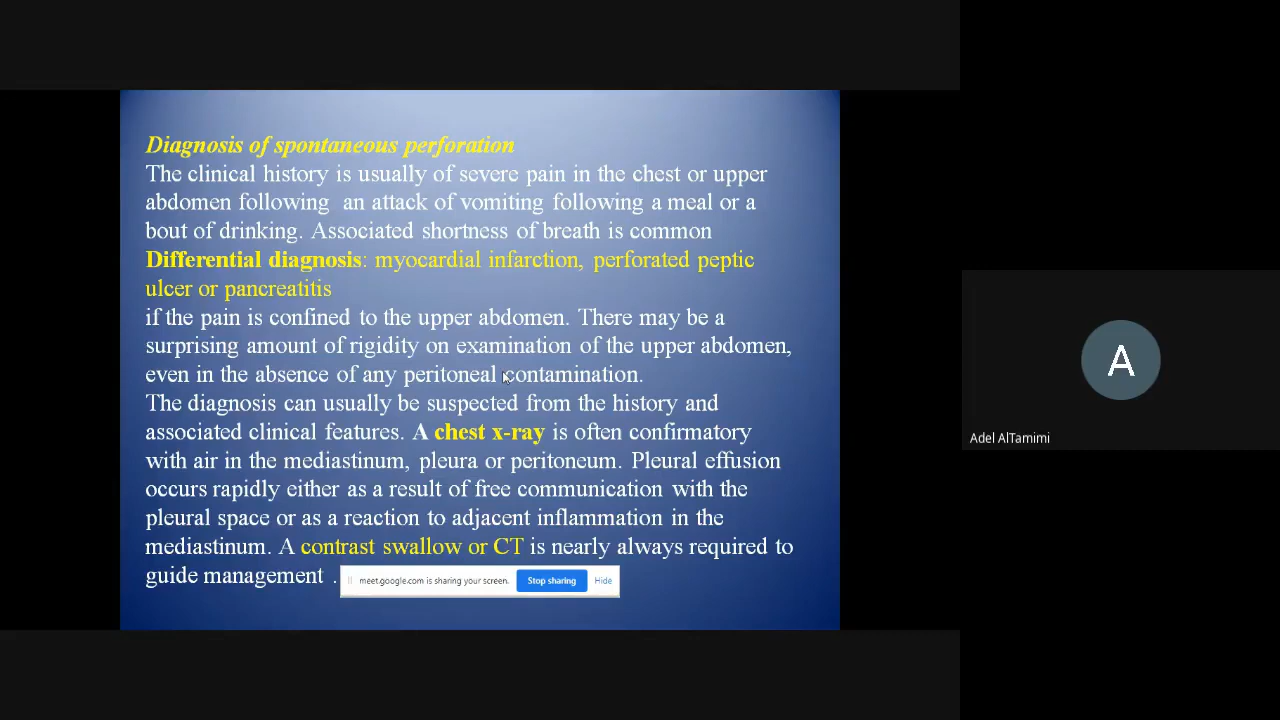 Diagnosis of spontaneous perforation
The clinical history is usually of severe pain in the chest or upper
abdomen following an attack of vomiting following a meal or a
bout of drinking. Associated shortness of breath is common
Differential diagnosis: myocardial infarction, perforated peptic
ulcer or pancreatitis
if the pain is confined to the upper abdomen. There may be a
surprising amount of rigidity on examination of the upper abdomen,
even in the absence of any peritoneal contamination.
The diagnosis can usually be suspected from the history and
associated clinical features. A chest x-ray is often confirmatory
with air in the mediastinum, pleura or peritoneum. Pleural effusion
occurs rapidly either as a result of free communication with the
pleural space or as a reaction to adjacent inflammation in the
mediastinum. A contrast swallow or CT is nearly always required to
guide management .
meet.google.com is sharing your screen. Stop sharing Hide
A
Adel AlTamimi